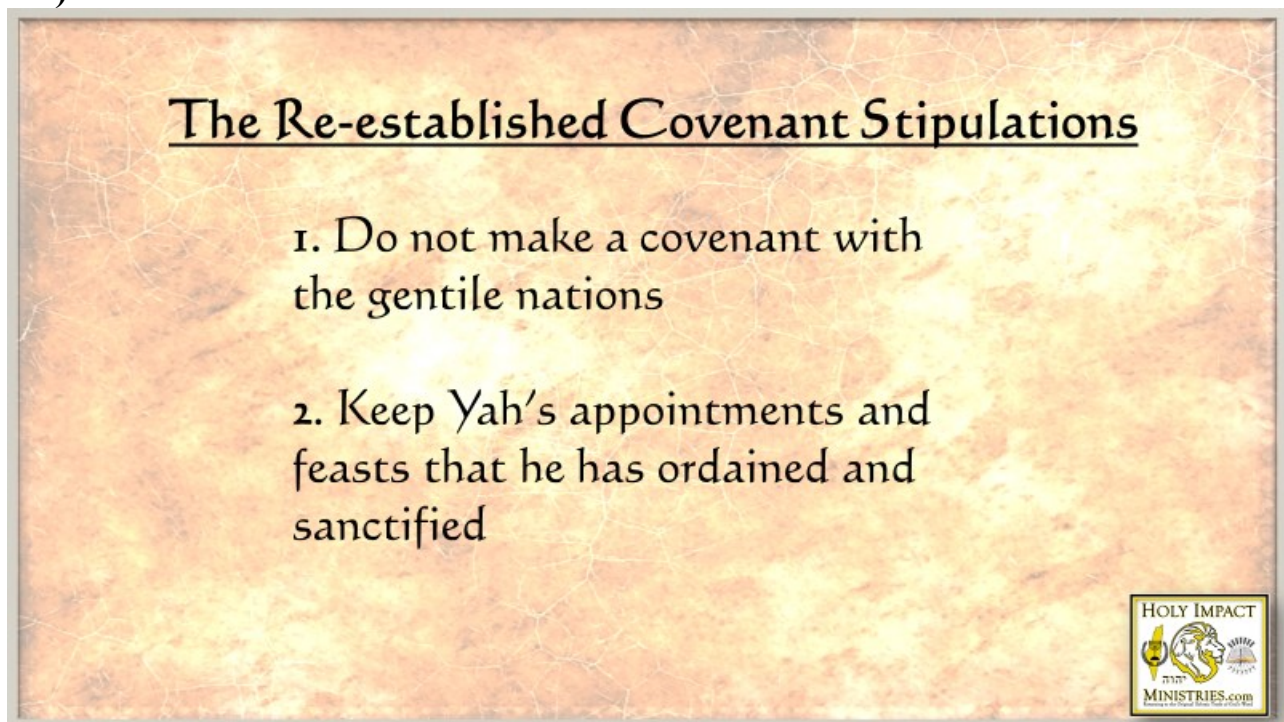 The Re-established Covenant Stipulations
1. Do not make a covenant with
the gentile nations
2. Keep Yah's appointments and
feasts that he has ordained and
sanctified
HOLY IMPACT
יהוה
MINISTRIES.com